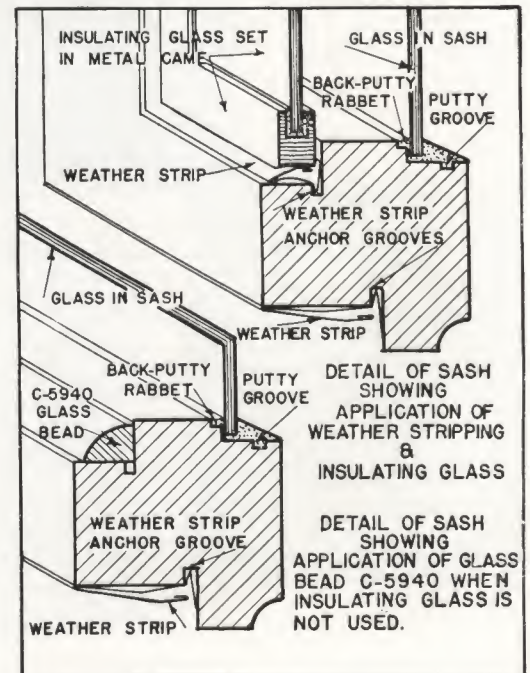 INSULATING GLASS SET
IN METAL CAME
GLASS IN SASH
BACK-PUTTY
RABBET
PUTTY
GROOVE
WEATHER STRIP
WEATHER STRIP
ANCHOR GROOVES
GLASS IN SASH
WEATHER STRIP
BACK-PUTTY
RABBET
PUTTY
GROOVE
C-5940
GLASS
BEAD
DETAIL OF SASH
SHOWING
APPLICATION OF
WEATHER STRIPPING
&
INSULATING GLASS
WEATHER STRIP
ANCHOR GROOVE
WEATHER STRIP
DETAIL OF SASH
SHOWING
APPLICATION OF GLASS
BEAD C-5940 WHEN
INSULATING GLASS IS
NOT USED.